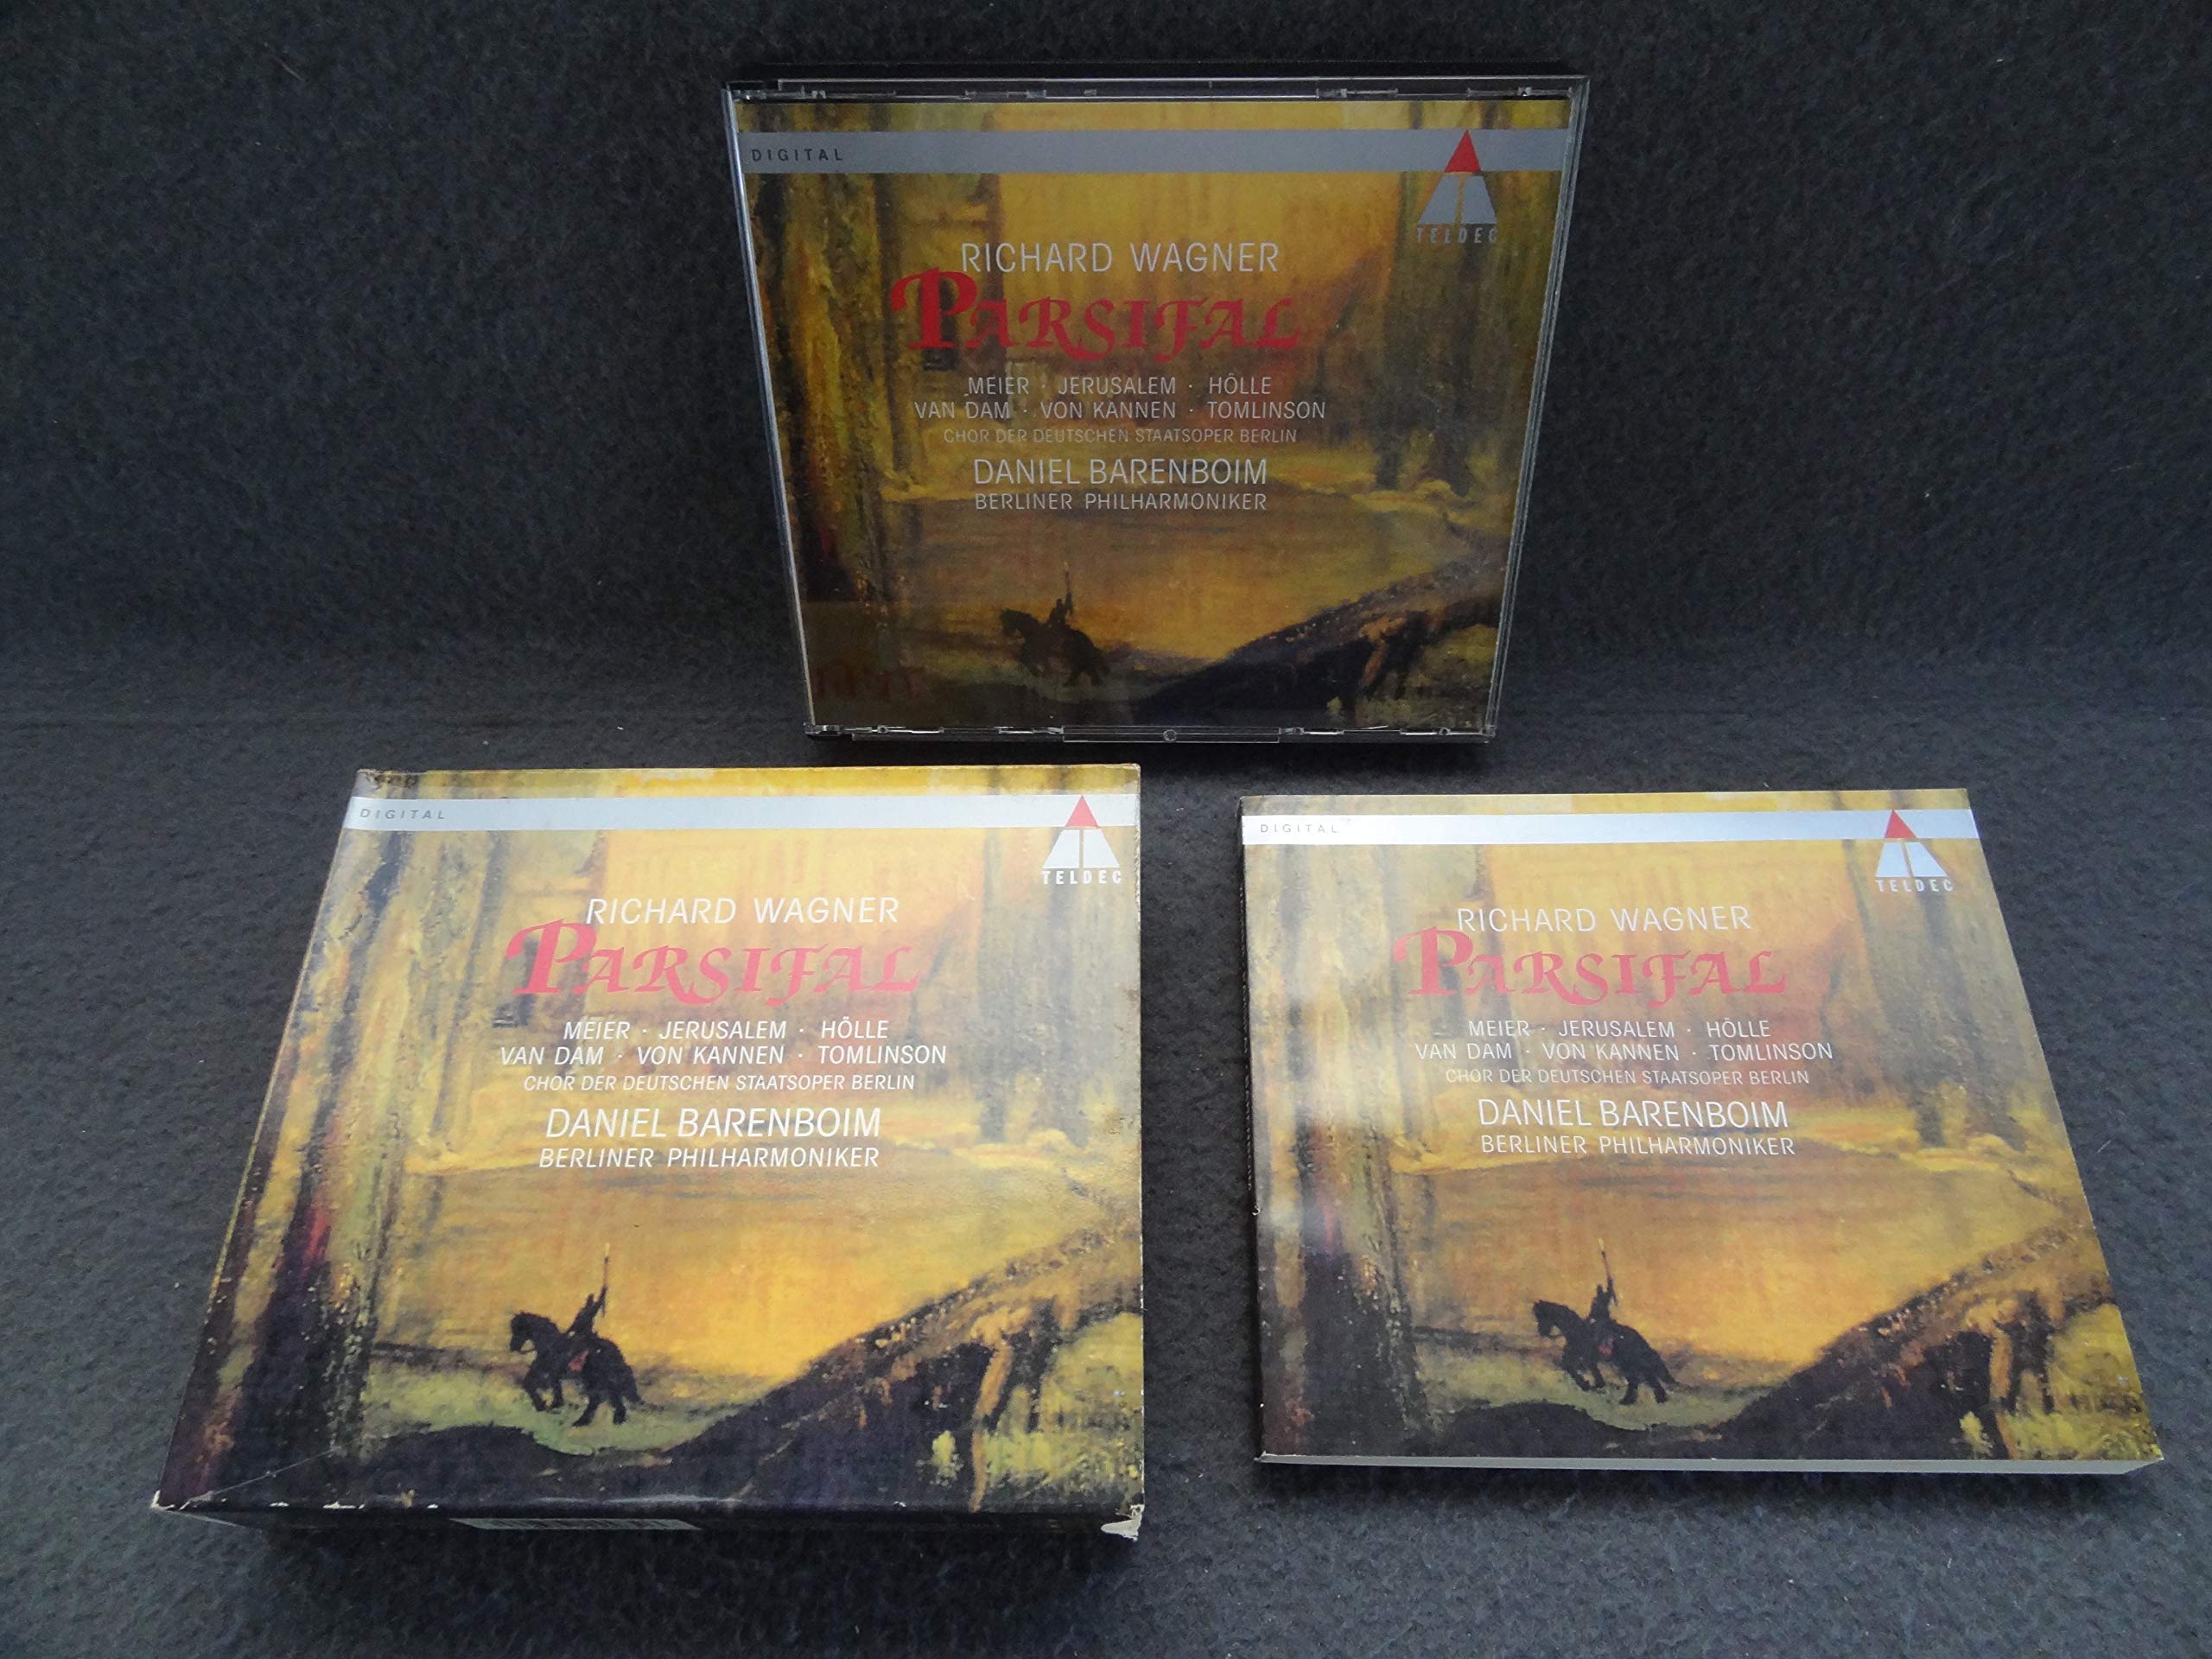 DIGITAL
TELDEC
RICHARD WAGNER
PARSIFAL
MEIER · JERUSALEM · HÖLLE
VAN DAM · VON KANNEN · TOMLINSON
CHOR DER DEUTSCHEN STAATSOPER BERLIN
DANIEL BARENBOIM
BERLINER PHILHARMONIKER
DIGITAL
TELDEC
RICHARD WAGNER
PARSIFAL
MEIER · JERUSALEM · HÖLLE
VAN DAM · VON KANNEN · TOMLINSON
CHOR DER DEUTSCHEN STAATSOPER BERLIN
DANIEL BARENBOIM
BERLINER PHILHARMONIKER
DIGITAL
TELDEC
RICHARD WAGNER
PARSIFAL
MEIER · JERUSALEM · HÖLLE
VAN DAM · VON KANNEN · TOMLINSON
CHOR DER DEUTSCHEN STAATSOPER BERLIN
DANIEL BARENBOIM
BERLINER PHILHARMONIKER